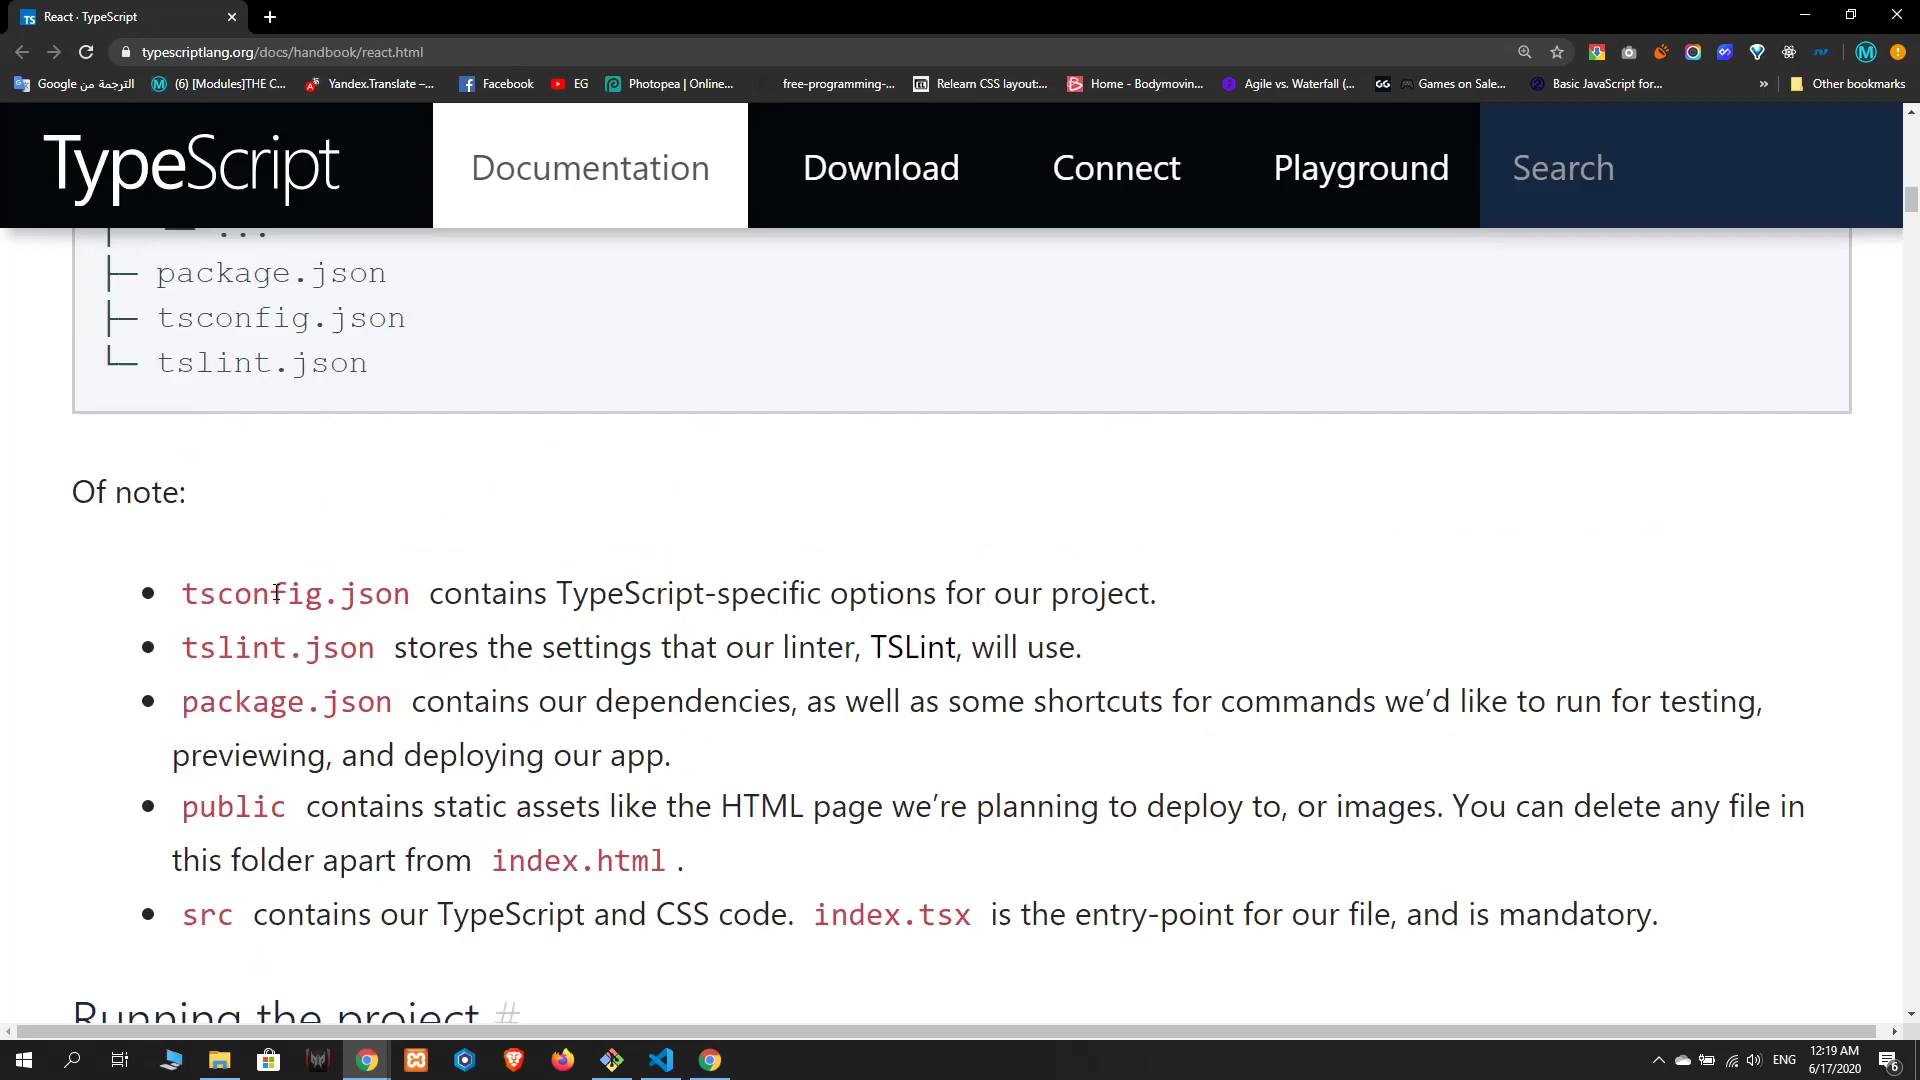 React · TypeScript
typescriptlang.org/docs/handbook/react.html
الترجمة من Google
(6) [Modules]THE C...
Yandex.Translate –...
Facebook
EG
Photopea | Online...
free-programming-...
Relearn CSS layout:...
Home - Bodymovin...
Agile vs. Waterfall (...
Games on Sale...
Basic JavaScript for...
»
Other bookmarks
TypeScript
Documentation
Download
Connect
Playground
Search
...
├─ package.json
├─ tsconfig.json
└─ tslint.json
Of note:
• tsconfig.json contains TypeScript-specific options for our project.
• tslint.json stores the settings that our linter, TSLint, will use.
• package.json contains our dependencies, as well as some shortcuts for commands we’d like to run for testing,
previewing, and deploying our app.
• public contains static assets like the HTML page we’re planning to deploy to, or images. You can delete any file in
this folder apart from index.html .
• src contains our TypeScript and CSS code. index.tsx is the entry-point for our file, and is mandatory.
Running the project #
ENG
12:19 AM
6/17/2020
6